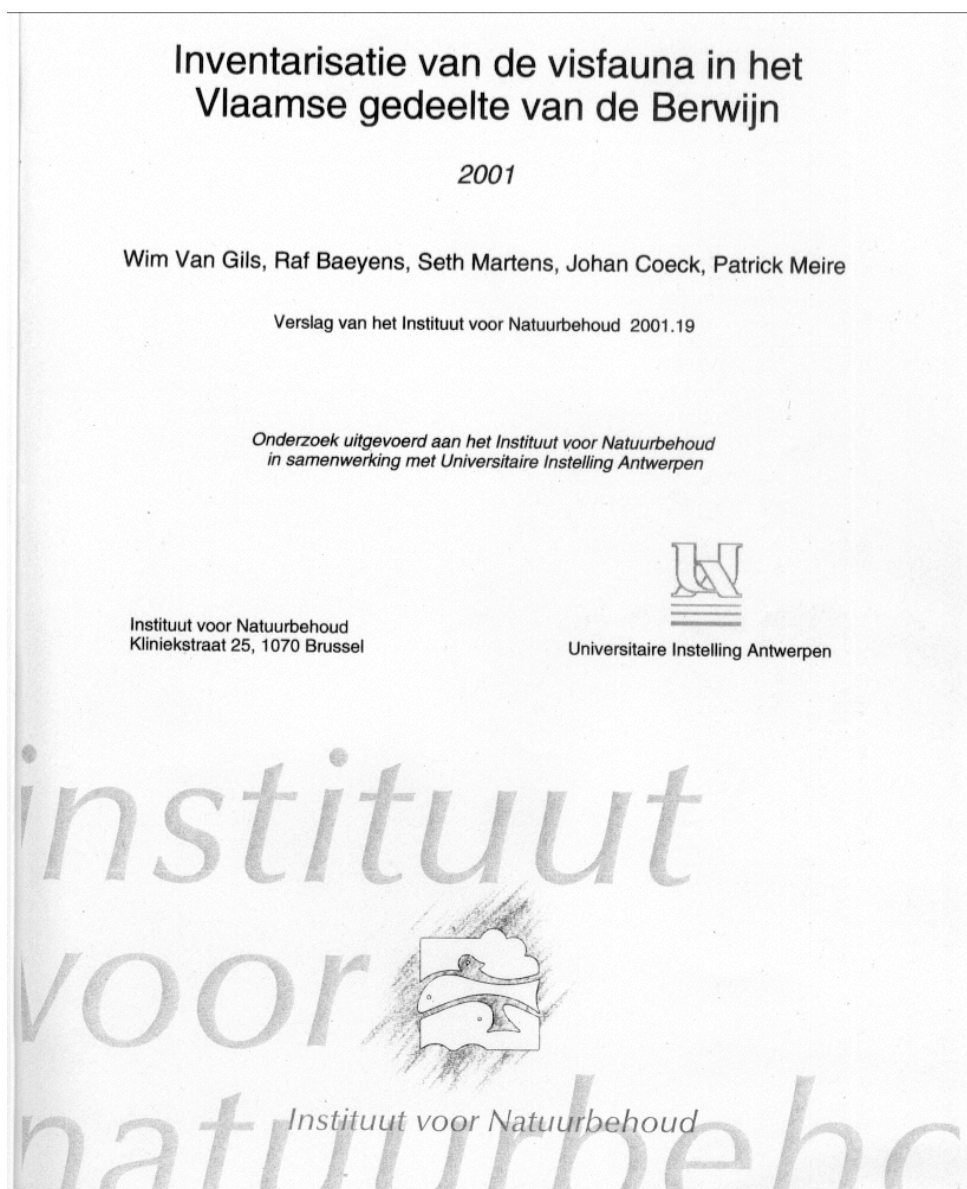 Inventarisatie van de visfauna in het
Vlaamse gedeelte van de Berwijn
2001
Wim Van Gils, Raf Baeyens, Seth Martens, Johan Coeck, Patrick Meire
Verslag van het Instituut voor Natuurbehoud 2001.19
Onderzoek uitgevoerd aan het Instituut voor Natuurbehoud
in samenwerking met Universitaire Instelling Antwerpen
Instituut voor Natuurbehoud
Kliniekstraat 25, 1070 Brussel
UIA
Universitaire Instelling Antwerpen
instituut
voor
Instituut voor Natuurbehoud
natuurbeho